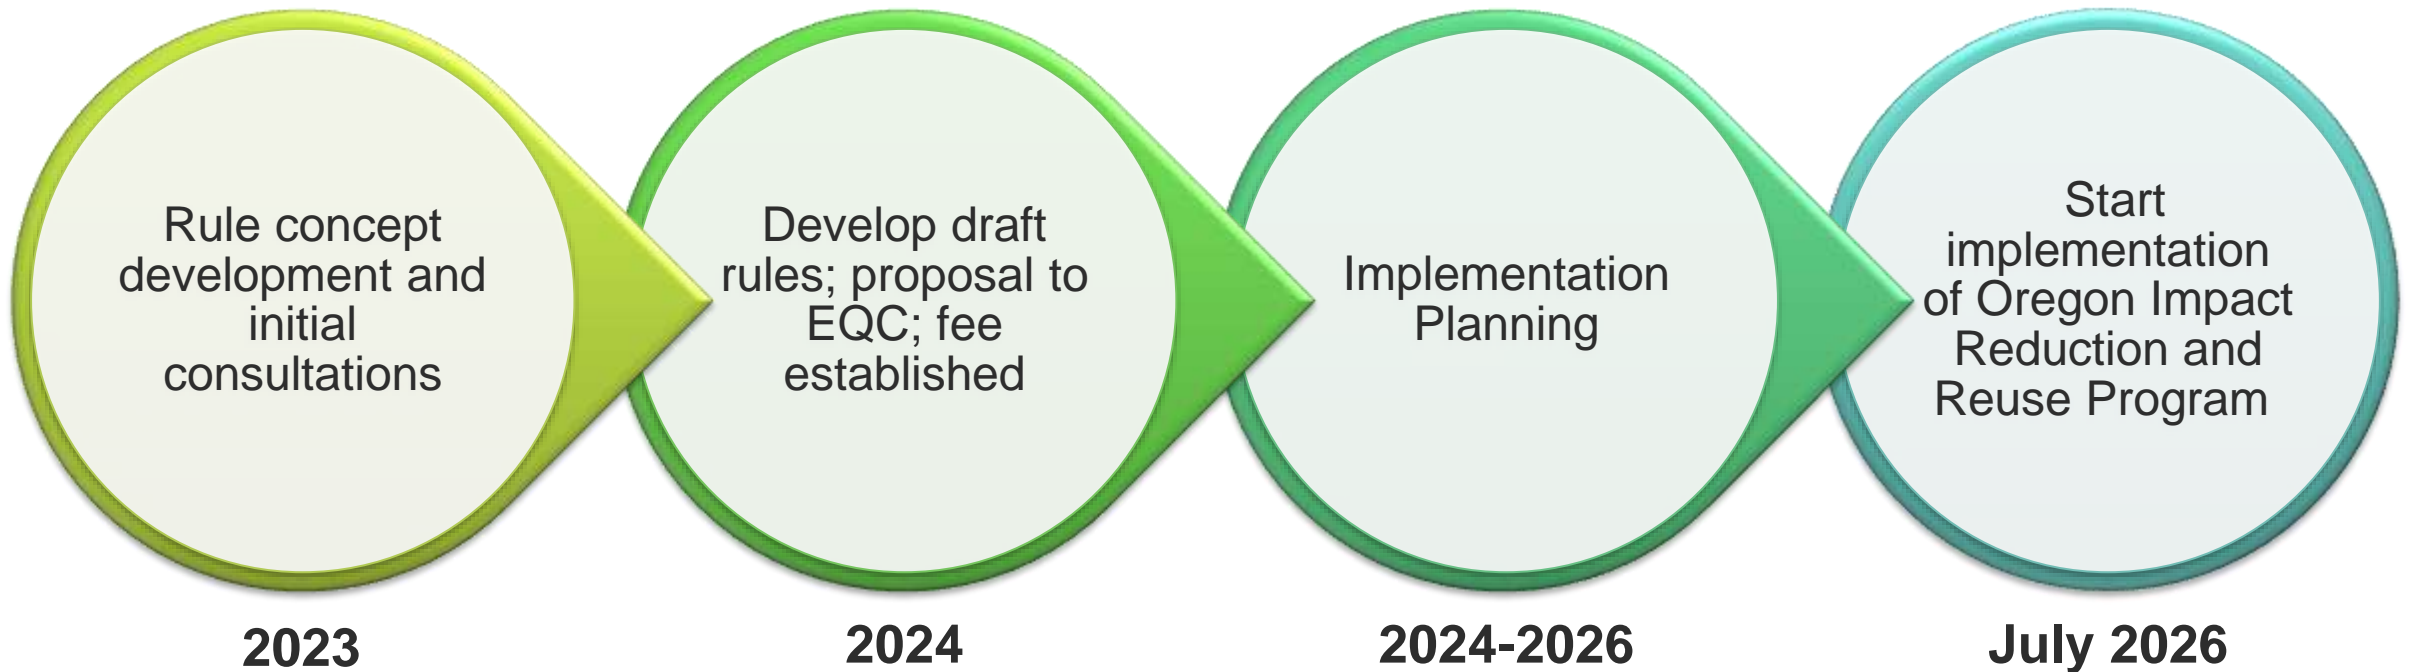 Rule concept
development and
initial
consultations
Develop draft
rules; proposal to
EQC; fee
established
Implementation
Planning
Start
implementation
of Oregon Impact
Reduction and
Reuse Program
2023
2024
2024-2026
July 2026